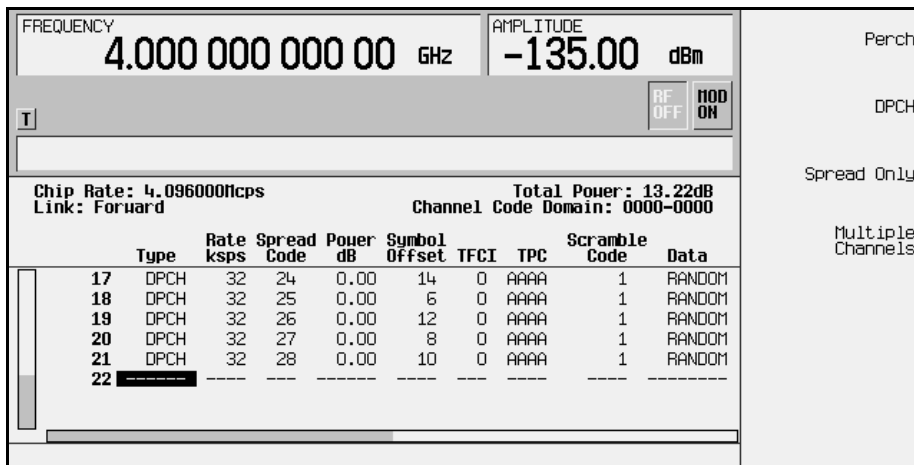 FREQUENCY
4.000 000 000 00 GHz
AMPLITUDE
-135.00 dBm
RF OFF
MOD ON
T
Chip Rate: 4.096000Mcps
Total Power: 13.22dB
Link: Forward
Channel Code Domain: 0000-0000
Type Rate ksps Spread Code Power dB Symbol Offset TFCI TPC Scramble Code Data
17 DPCH 32 24 0.00 14 0 AAAA 1 RANDOM
18 DPCH 32 25 0.00 6 0 AAAA 1 RANDOM
19 DPCH 32 26 0.00 12 0 AAAA 1 RANDOM
20 DPCH 32 27 0.00 8 0 AAAA 1 RANDOM
21 DPCH 32 28 0.00 10 0 AAAA 1 RANDOM
22 ------ ---- --- ------ ---- --- ---- ---- --------
Perch
DPCH
Spread Only
Multiple
Channels